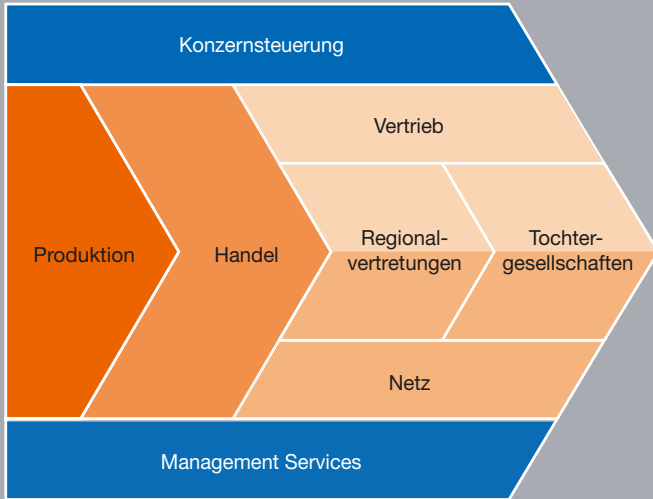 Konzernsteuerung
Vertrieb
Produktion
Handel
Regional-
vertretungen
Tochter-
gesellschaften
Netz
Management Services